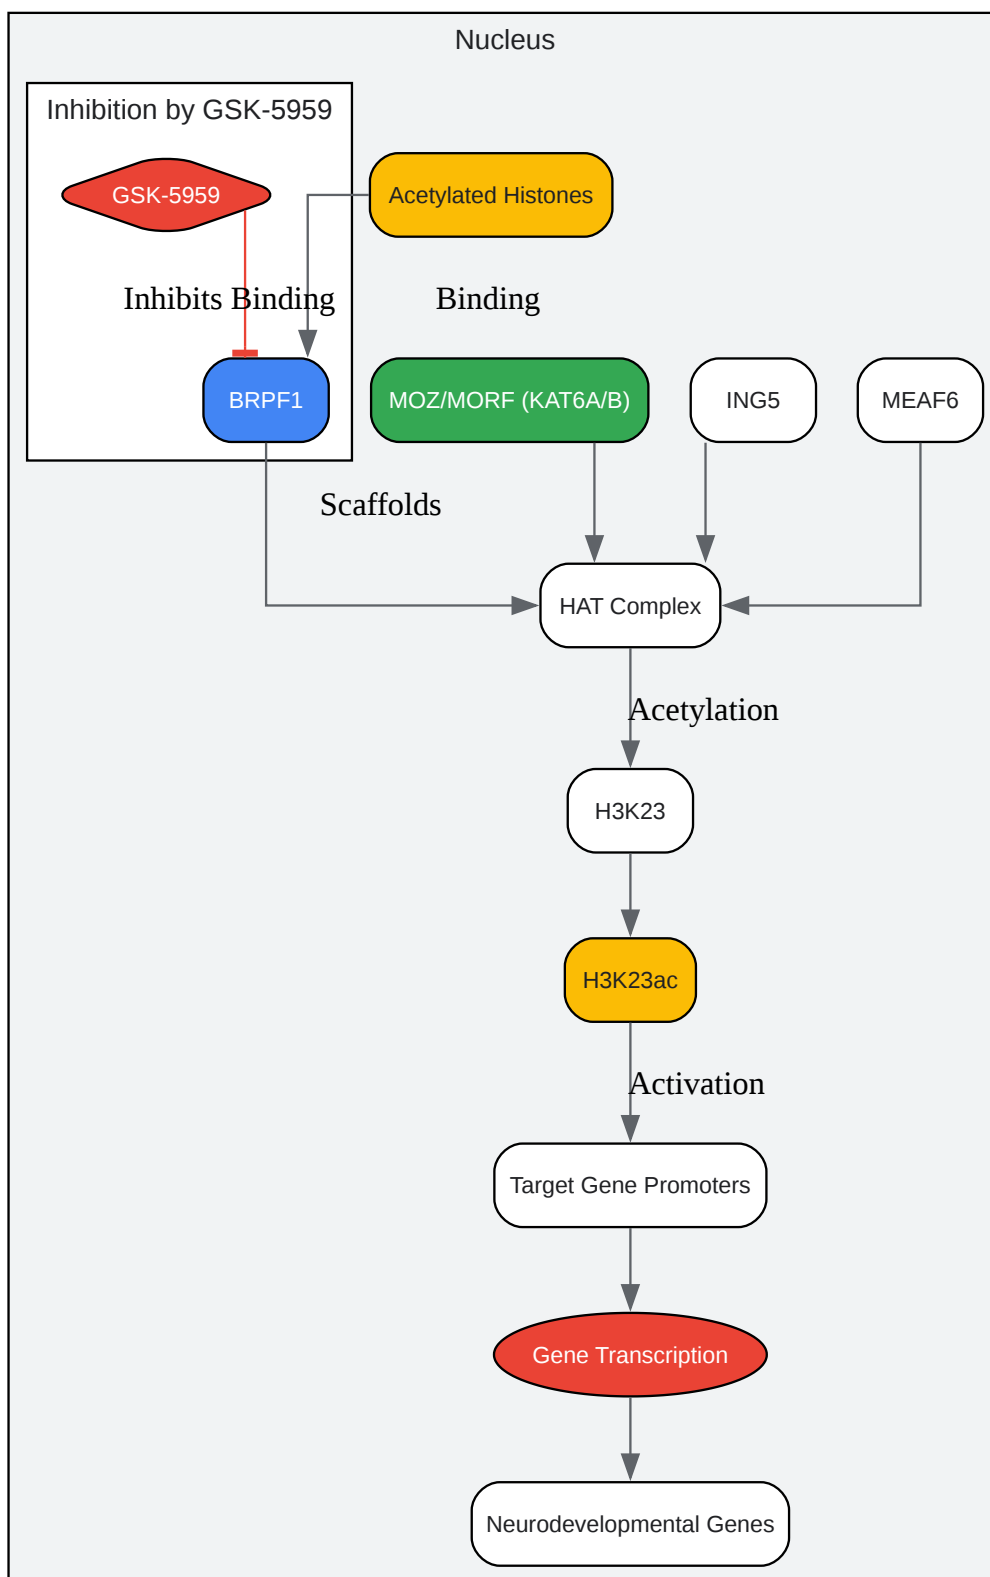 Nucleus
Inhibition by GSK-5959
GSK-5959
Acetylated Histones
Inhibits Binding
Binding
BRPF1
MOZ/MORF (KAT6A/B)
ING5
MEAF6
Scaffolds
HAT Complex
Acetylation
H3K23
H3K23ac
Activation
Target Gene Promoters
Gene Transcription
Neurodevelopmental Genes